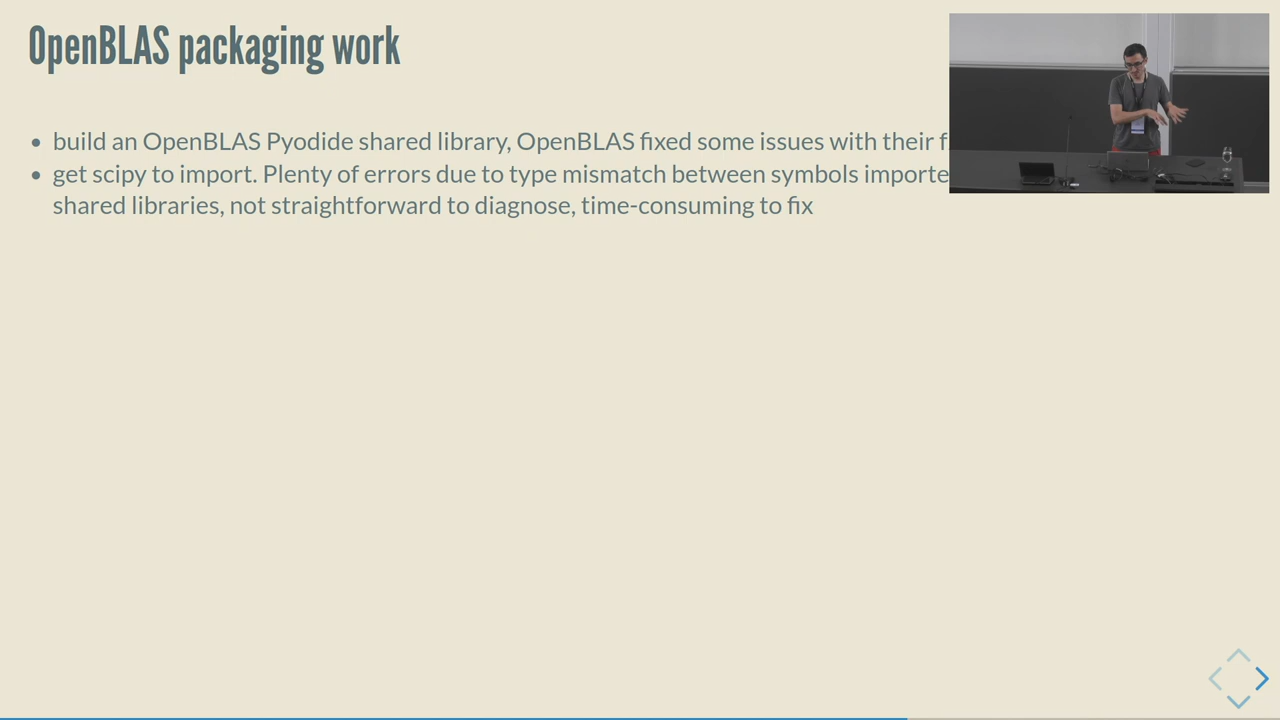 OpenBLAS packaging work
• build an OpenBLAS Pyodide shared library, OpenBLAS fixed some issues with their
• get scipy to import. Plenty of errors due to type mismatch between symbols
shared libraries, not straightforward to diagnose, time-consuming to fix